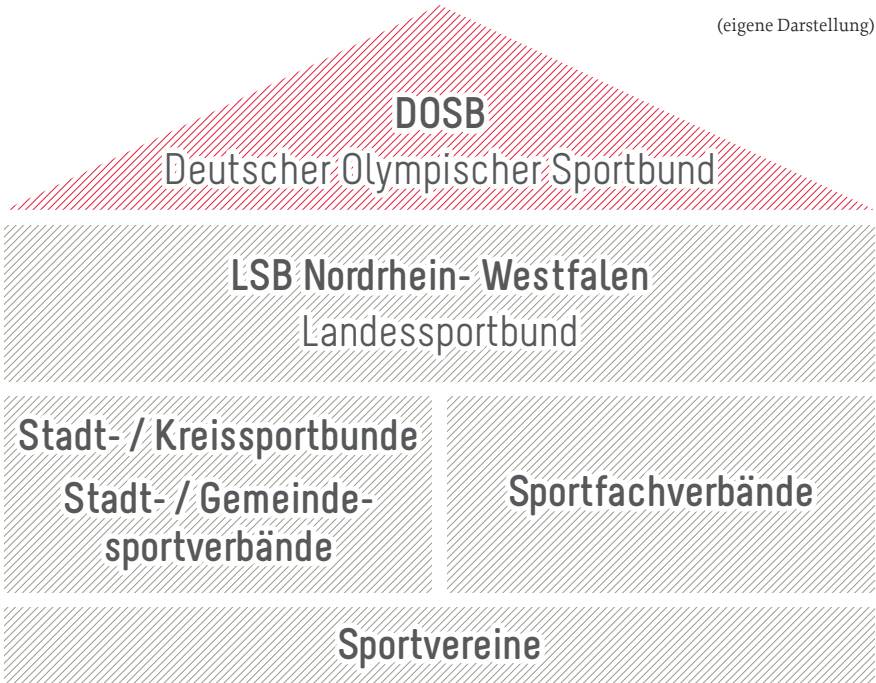 (eigene Darstellung)
DOSB
Deutscher Olympischer Sportbund
LSB Nordrhein- Westfalen
Landessportbund
Stadt- / Kreissportbunde
Stadt- / Gemeinde-
sportverbände
Sportfachverbände
Sportvereine